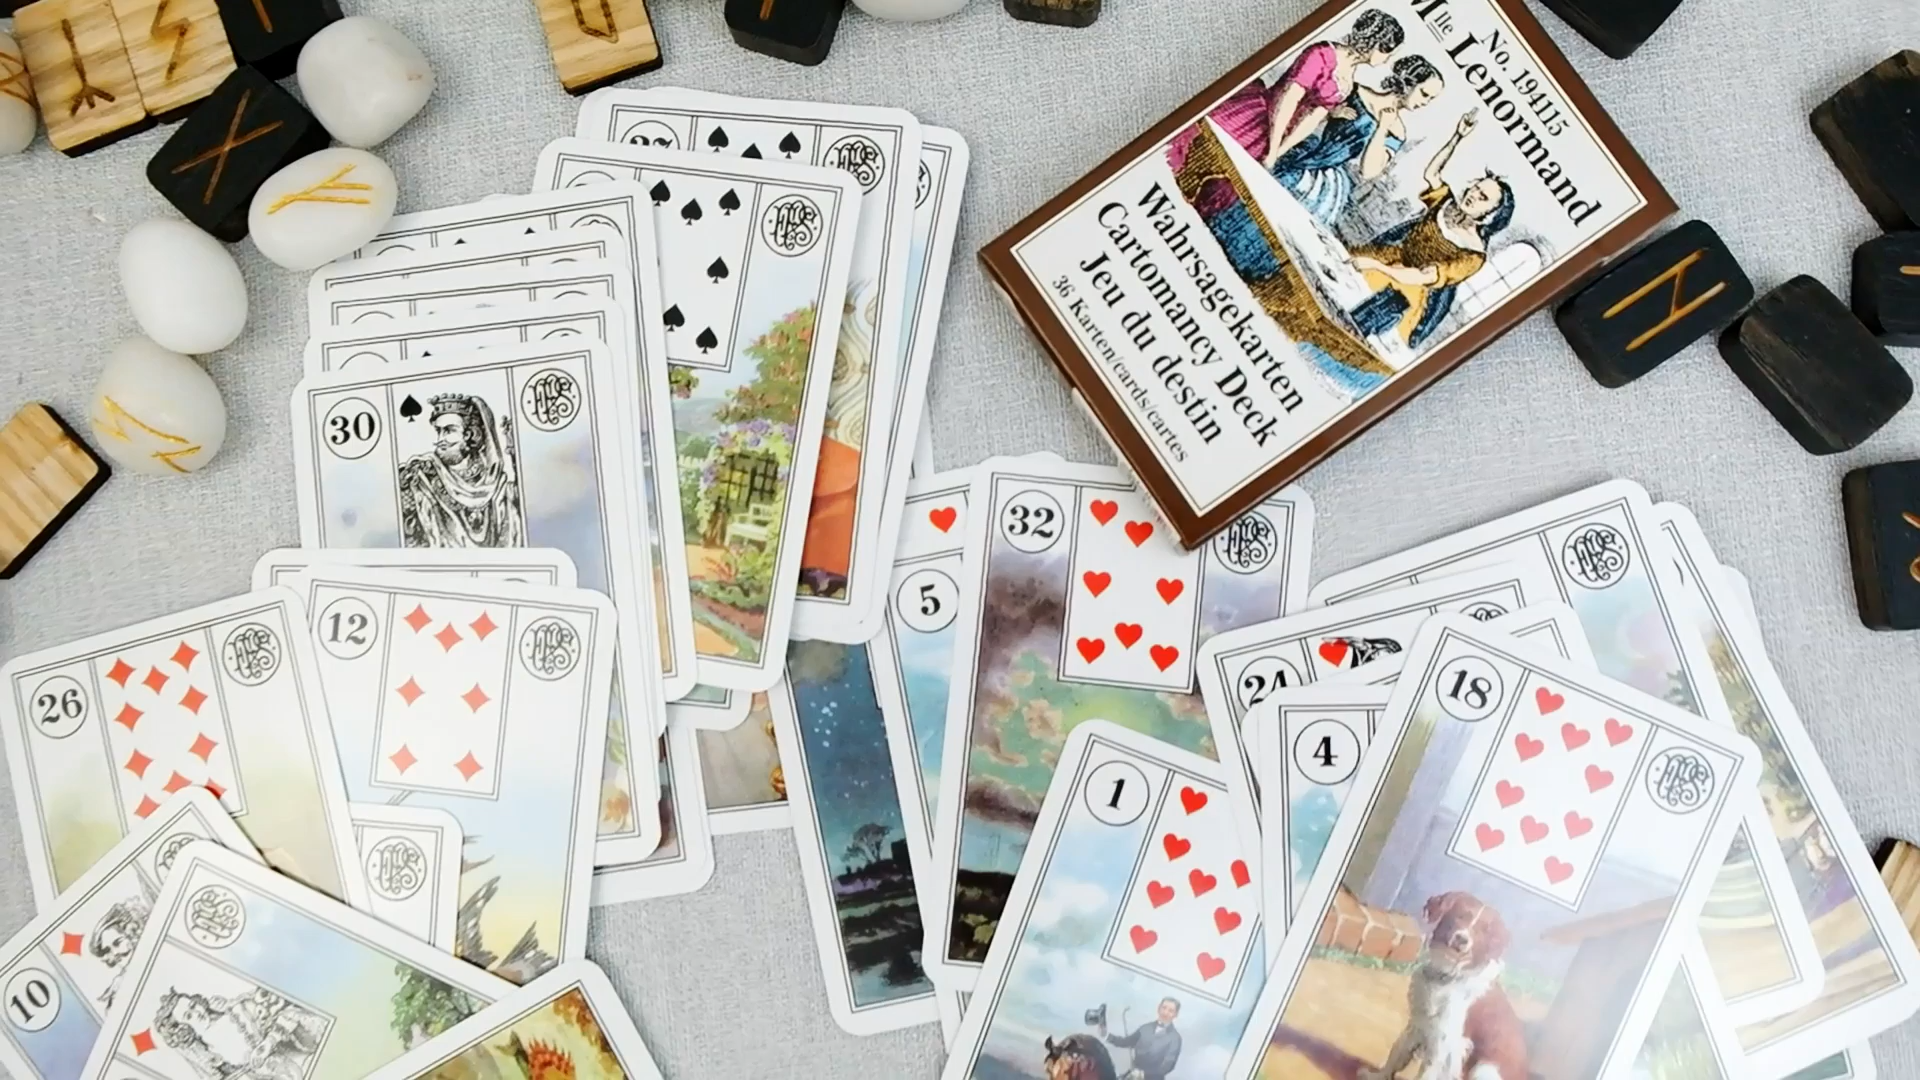 No. 194115
Mlle Lenormand
Wahrsagekarten
Cartomancy Deck
Jeu du destin
36 Karten/cards/cartes
30
32
5
12
26
24
18
4
1
10